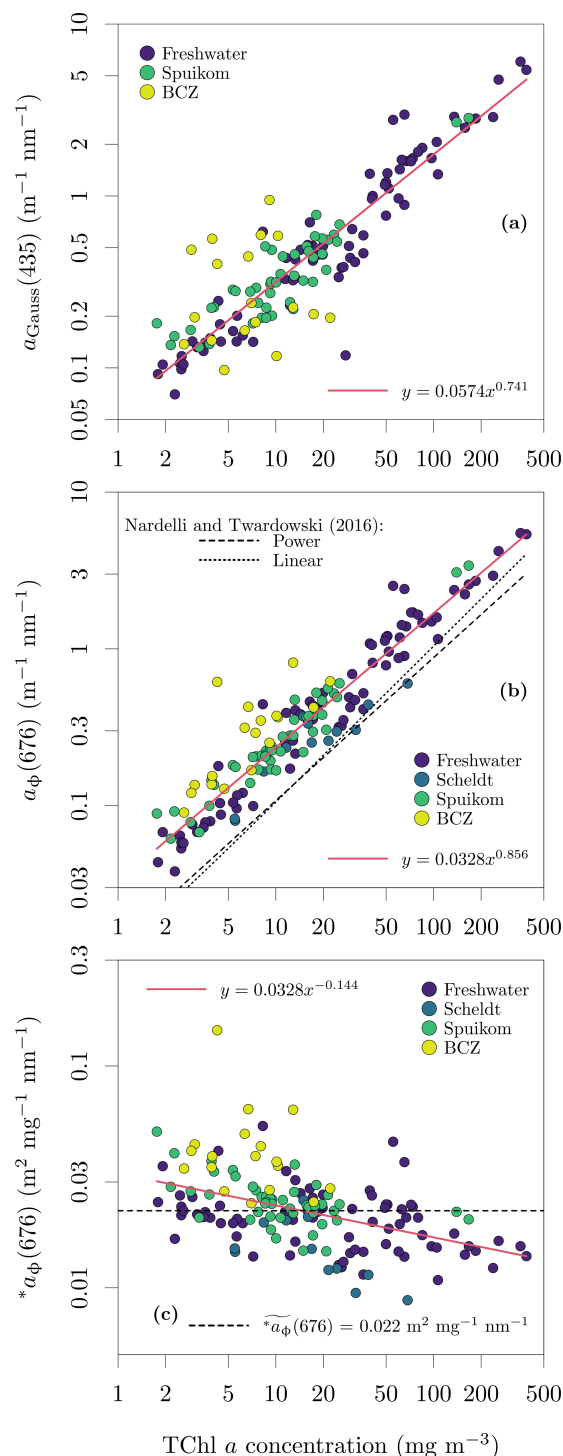 10
5
2
1
0.5
0.2
0.1
0.05
a_Gauss(435) (m⁻¹ nm⁻¹)
Freshwater
Spuikom
BCZ
(a)
y = 0.0574x^0.741
1 2 5 10 20 50 100 200 500
10
3
1
0.3
0.1
0.03
a_ϕ(676) (m⁻¹ nm⁻¹)
Nardelli and Twardowski (2016):
Power
Linear
(b)
Freshwater
Scheldt
Spuikom
BCZ
y = 0.0328x^0.856
1 2 5 10 20 50 100 200 500
0.3
0.1
0.03
0.01
*a_ϕ(676) (m² mg⁻¹ nm⁻¹)
y = 0.0328x^−0.144
Freshwater
Scheldt
Spuikom
BCZ
(c)
*a_ϕ(676) = 0.022 m² mg⁻¹ nm⁻¹
1 2 5 10 20 50 100 200 500
TChl a concentration (mg m⁻³)